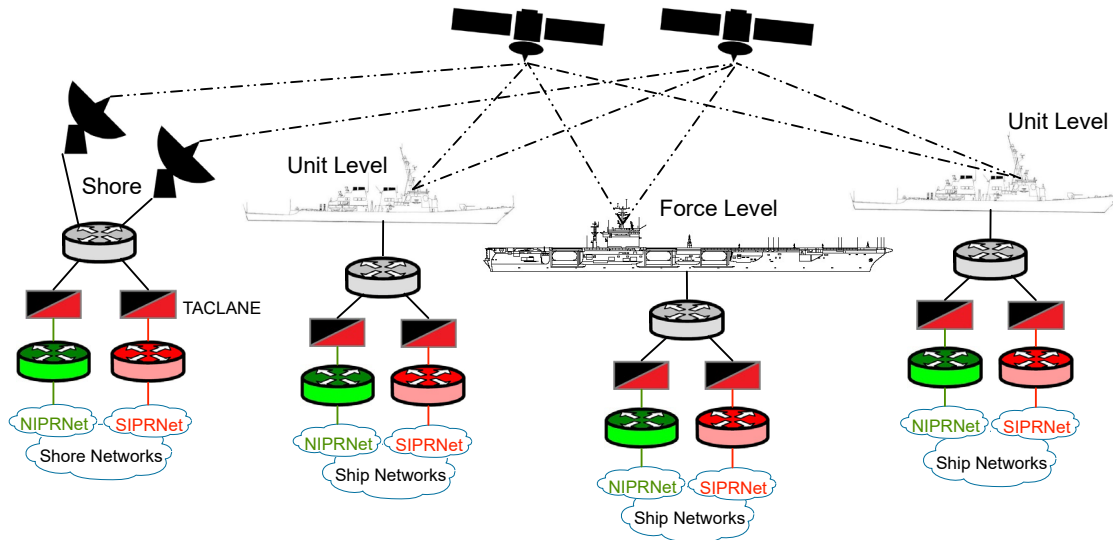 Unit Level
Unit Level
Shore
Force Level
TACLANE
NIPRNet
SIPRNet
Shore Networks
NIPRNet
SIPRNet
Ship Networks
NIPRNet
SIPRNet
Ship Networks
NIPRNet
SIPRNet
Ship Networks